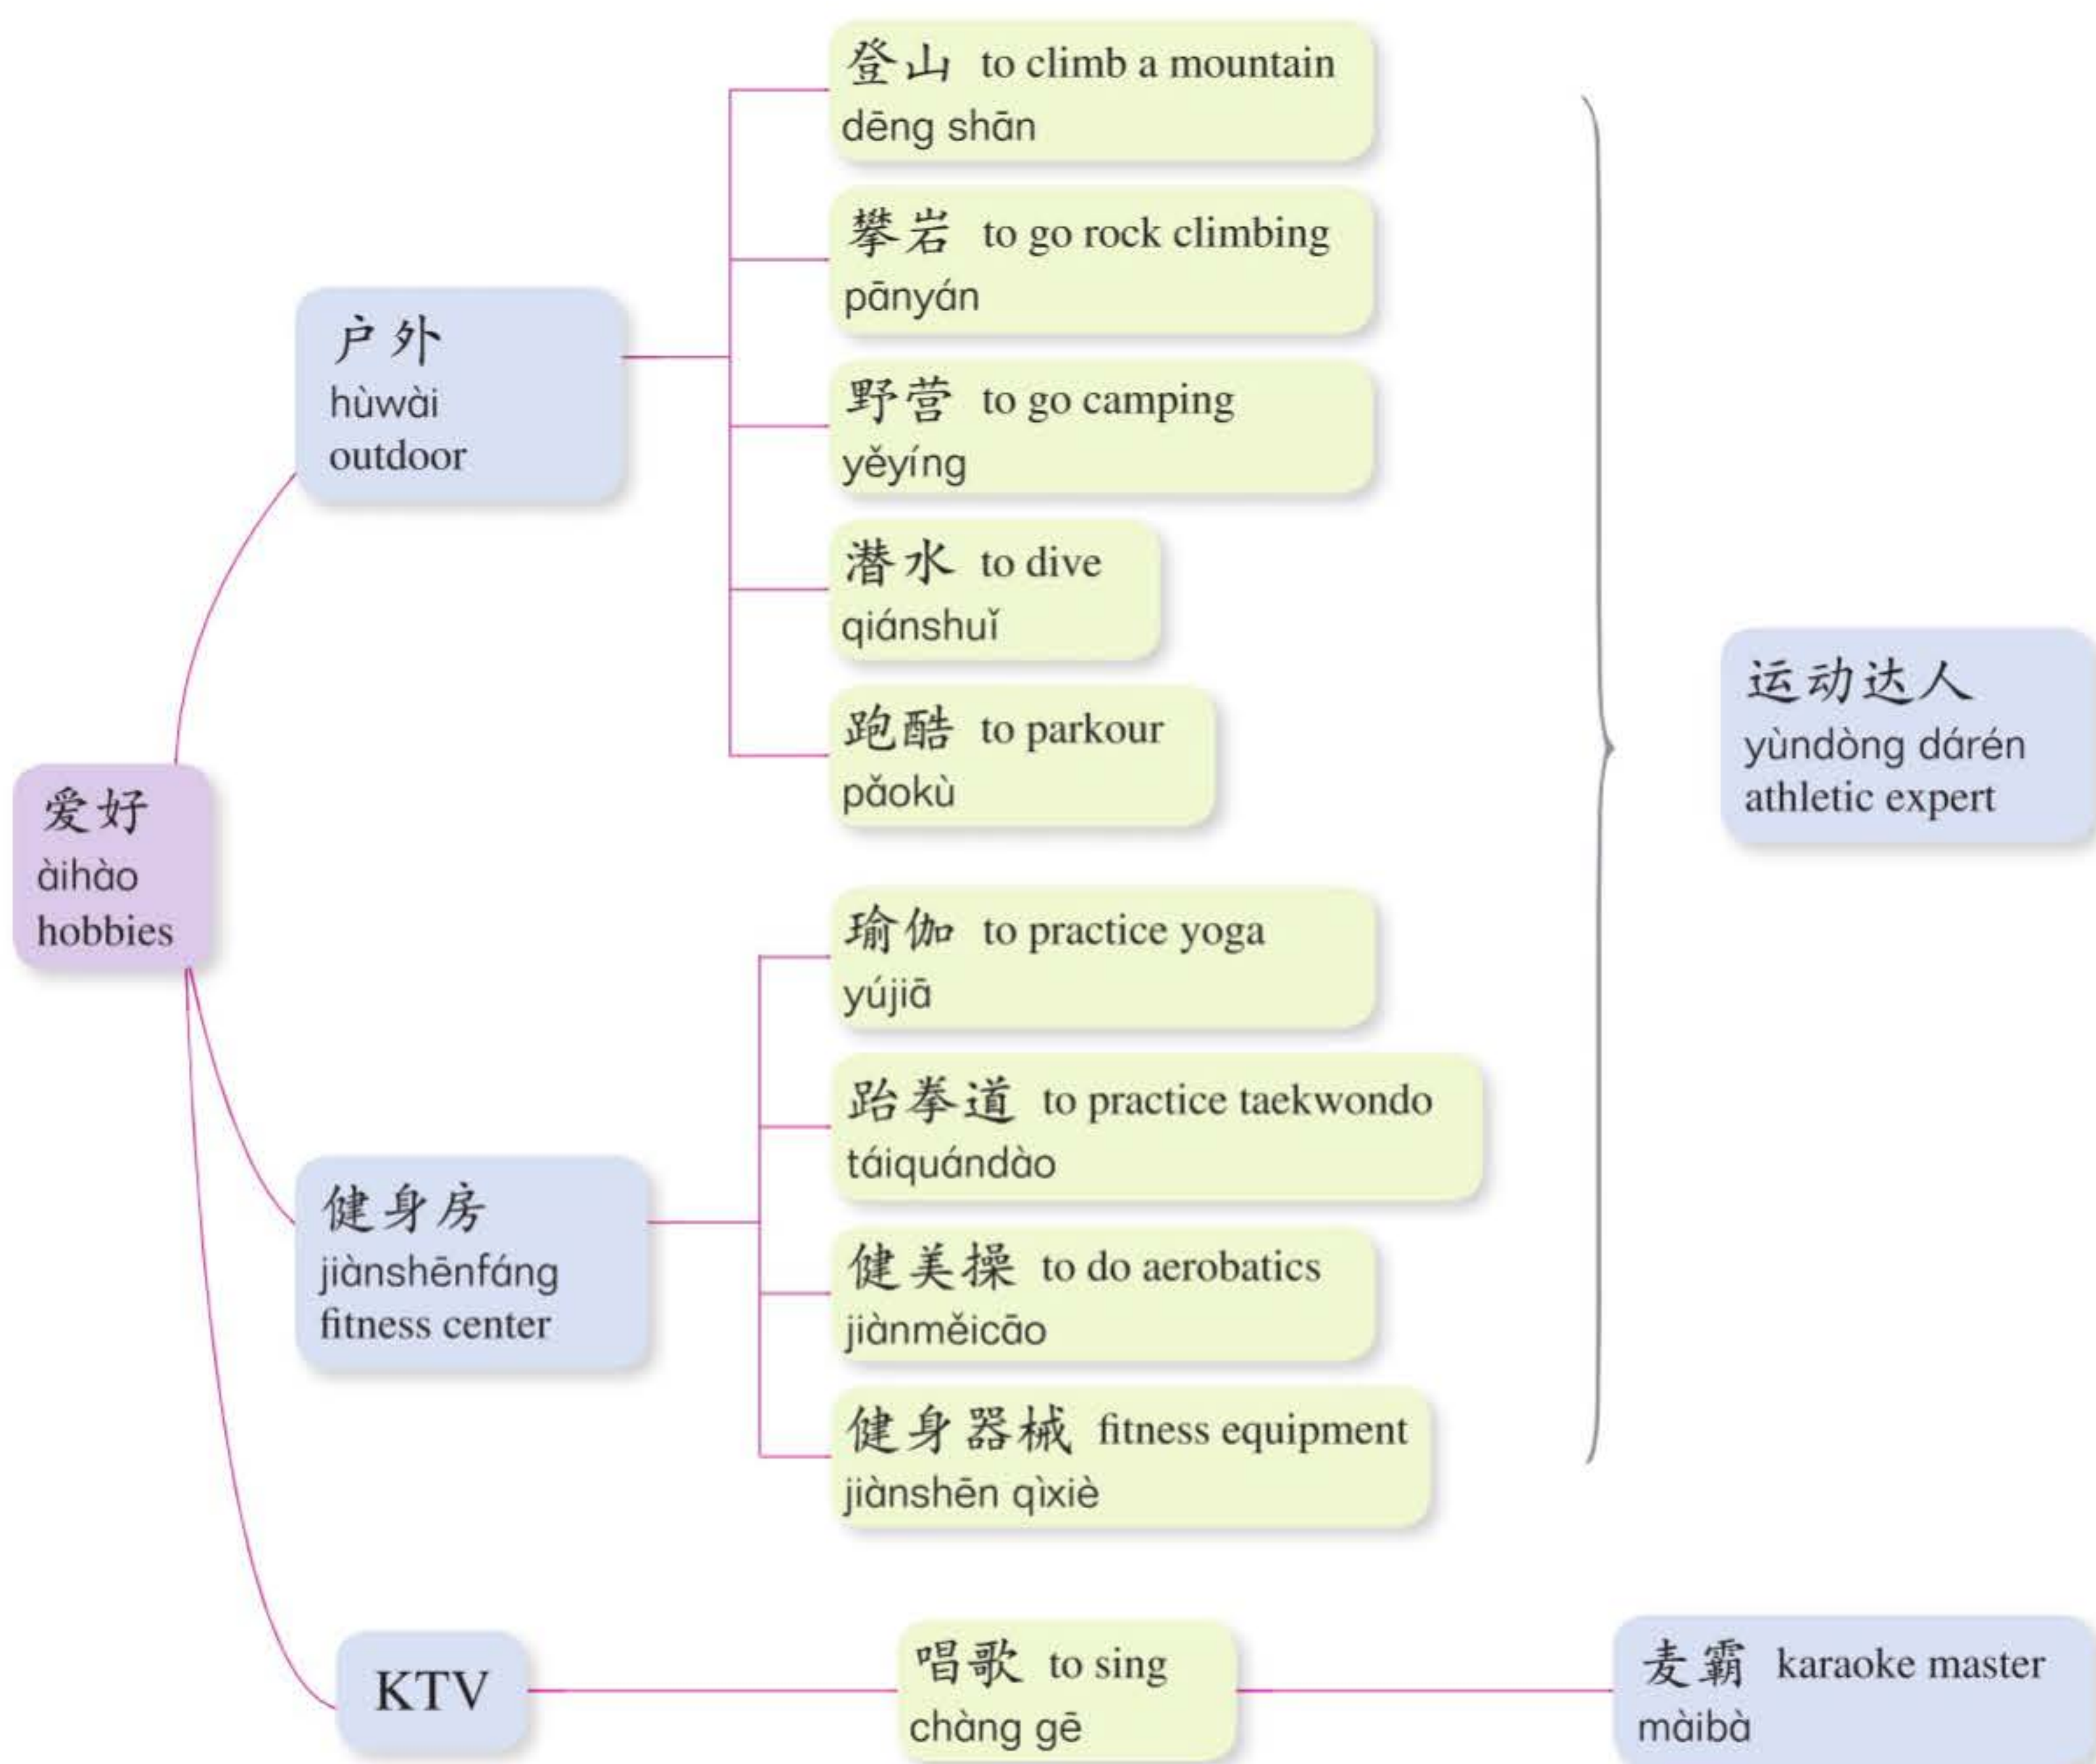 爱好
àihào
hobbies
户外
hùwài
outdoor
登山 to climb a mountain
dēng shān
攀岩 to go rock climbing
pānyán
野营 to go camping
yěyíng
潜水 to dive
qiánshuǐ
跑酷 to parkour
pǎokù
健身房
jiànshēnfáng
fitness center
瑜伽 to practice yoga
yújiā
跆拳道 to practice taekwondo
táiquándào
健美操 to do aerobatics
jiànměicāo
健身器械 fitness equipment
jiànshēn qìxiè
运动达人
yùndòng dárén
athletic expert
KTV
唱歌 to sing
chàng gē
麦霸 karaoke master
màibà